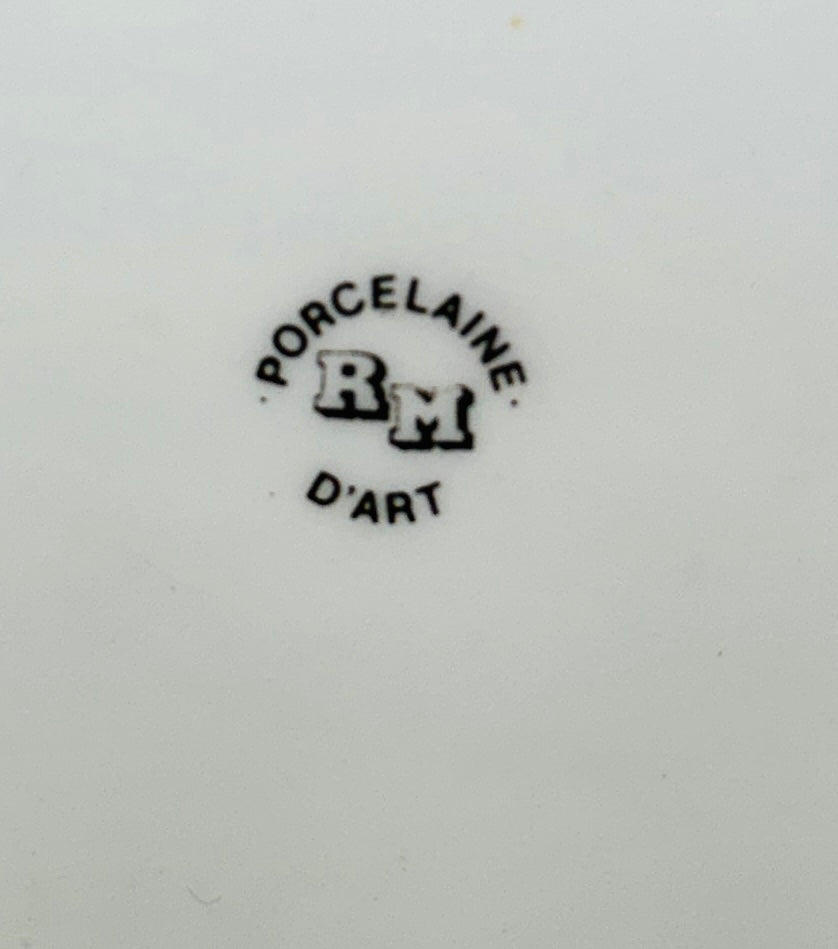 · PORCELAINE ·
RM
D'ART